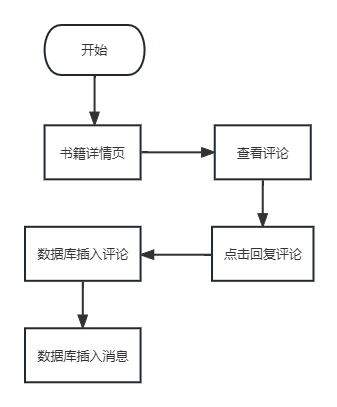 开始
书籍详情页
查看评论
点击回复评论
数据库插入评论
数据库插入消息